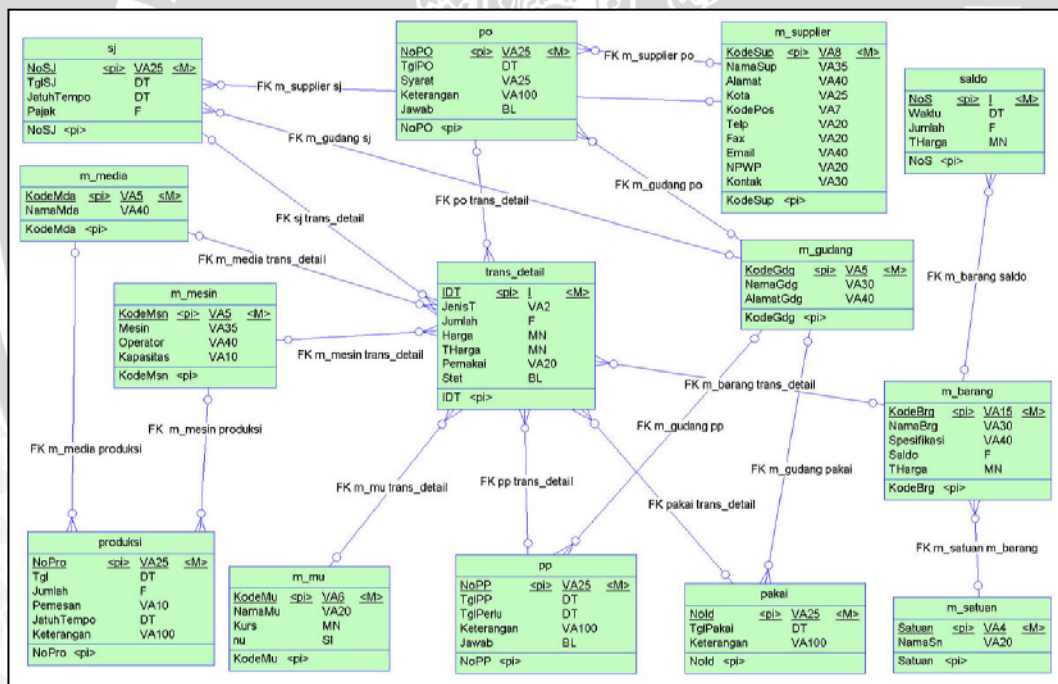 sj
NoSJ <pi> VA25 <M>
TglSJ DT
JatuhTempo DT
Pajak F
NoSJ <pi>
po
NoPO <pi> VA25 <M>
TglPO DT
Syarat VA25
Keterangan VA100
Jawab BL
NoPO <pi>
m_supplier
KodeSup <pi> VA8 <M>
NamaSup VA35
Alamat VA40
Kota VA25
KodePos VA7
Telp VA20
Fax VA20
Email VA40
NPWP VA20
Kontak VA30
KodeSup <pi>
saldo
NoS <pi> I <M>
Waktu DT
Jumlah F
THarga MN
NoS <pi>
FK m_supplier po
FK m_supplier sj
FK m_gudang sj
FK m_gudang po
m_media
KodeMda <pi> VA5 <M>
NamaMda VA40
KodeMda <pi>
FK sj trans_detail
FK po trans_detail
FK m_media trans_detail
FK m_barang saldo
m_gudang
KodeGdg <pi> VA5 <M>
NamaGdg VA30
AlamatGdg VA40
KodeGdg <pi>
trans_detail
IDT <pi> I <M>
JenisT VA2
Jumlah F
Harga MN
THarga MN
Pemakai VA20
Stat BL
IDT <pi>
m_mesin
KodeMsn <pi> VA5 <M>
Mesin VA35
Operator VA40
Kapasitas VA10
KodeMsn <pi>
FK m_mesin trans_detail
FK m_barang trans_detail
m_barang
KodeBrg <pi> VA15 <M>
NamaBrg VA30
Spesifikasi VA40
Saldo F
THarga MN
KodeBrg <pi>
FK m_mesin produksi
FK m_media produksi
FK m_gudang pp
FK m_gudang pakai
FK m_mu trans_detail
FK pp trans_detail
FK pakai trans_detail
FK m_satuan m_barang
produksi
NoPro <pi> VA25 <M>
Tgl DT
Jumlah F
Pemesan VA10
JatuhTempo DT
Keterangan VA100
NoPro <pi>
m_mu
KodeMu <pi> VA6 <M>
NamaMu VA20
Kurs MN
nu SI
KodeMu <pi>
pp
NoPP <pi> VA25 <M>
TglPP DT
TglPerlu DT
Keterangan VA100
Jawab BL
NoPP <pi>
pakai
NoId <pi> VA25 <M>
TglPakai DT
Keterangan VA100
NoId <pi>
m_satuan
Satuan <pi> VA4 <M>
NamaSn VA20
Satuan <pi>